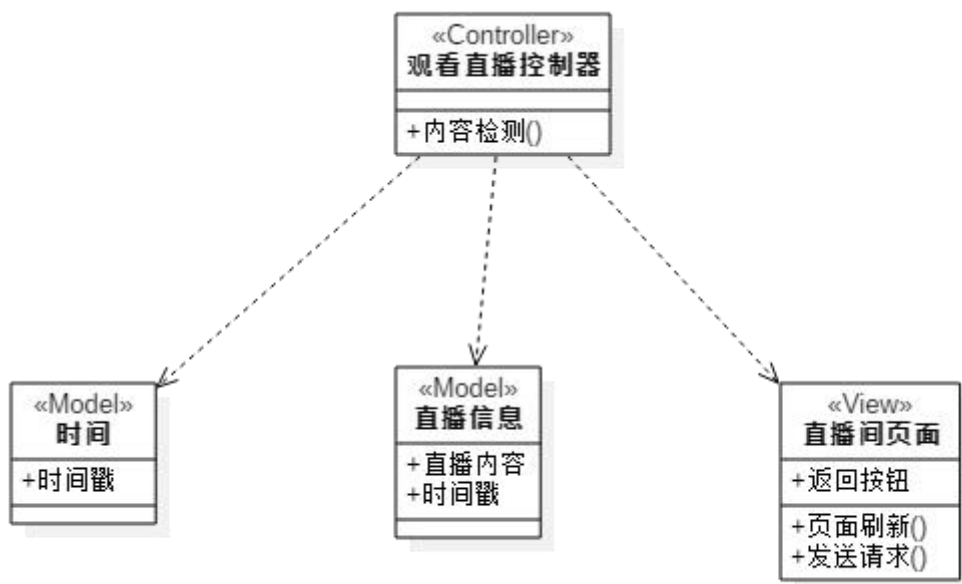 «Controller»
观看直播控制器
+内容检测()
«Model»
时间
+时间戳
«Model»
直播信息
+直播内容
+时间戳
«View»
直播间页面
+返回按钮
+页面刷新()
+发送请求()